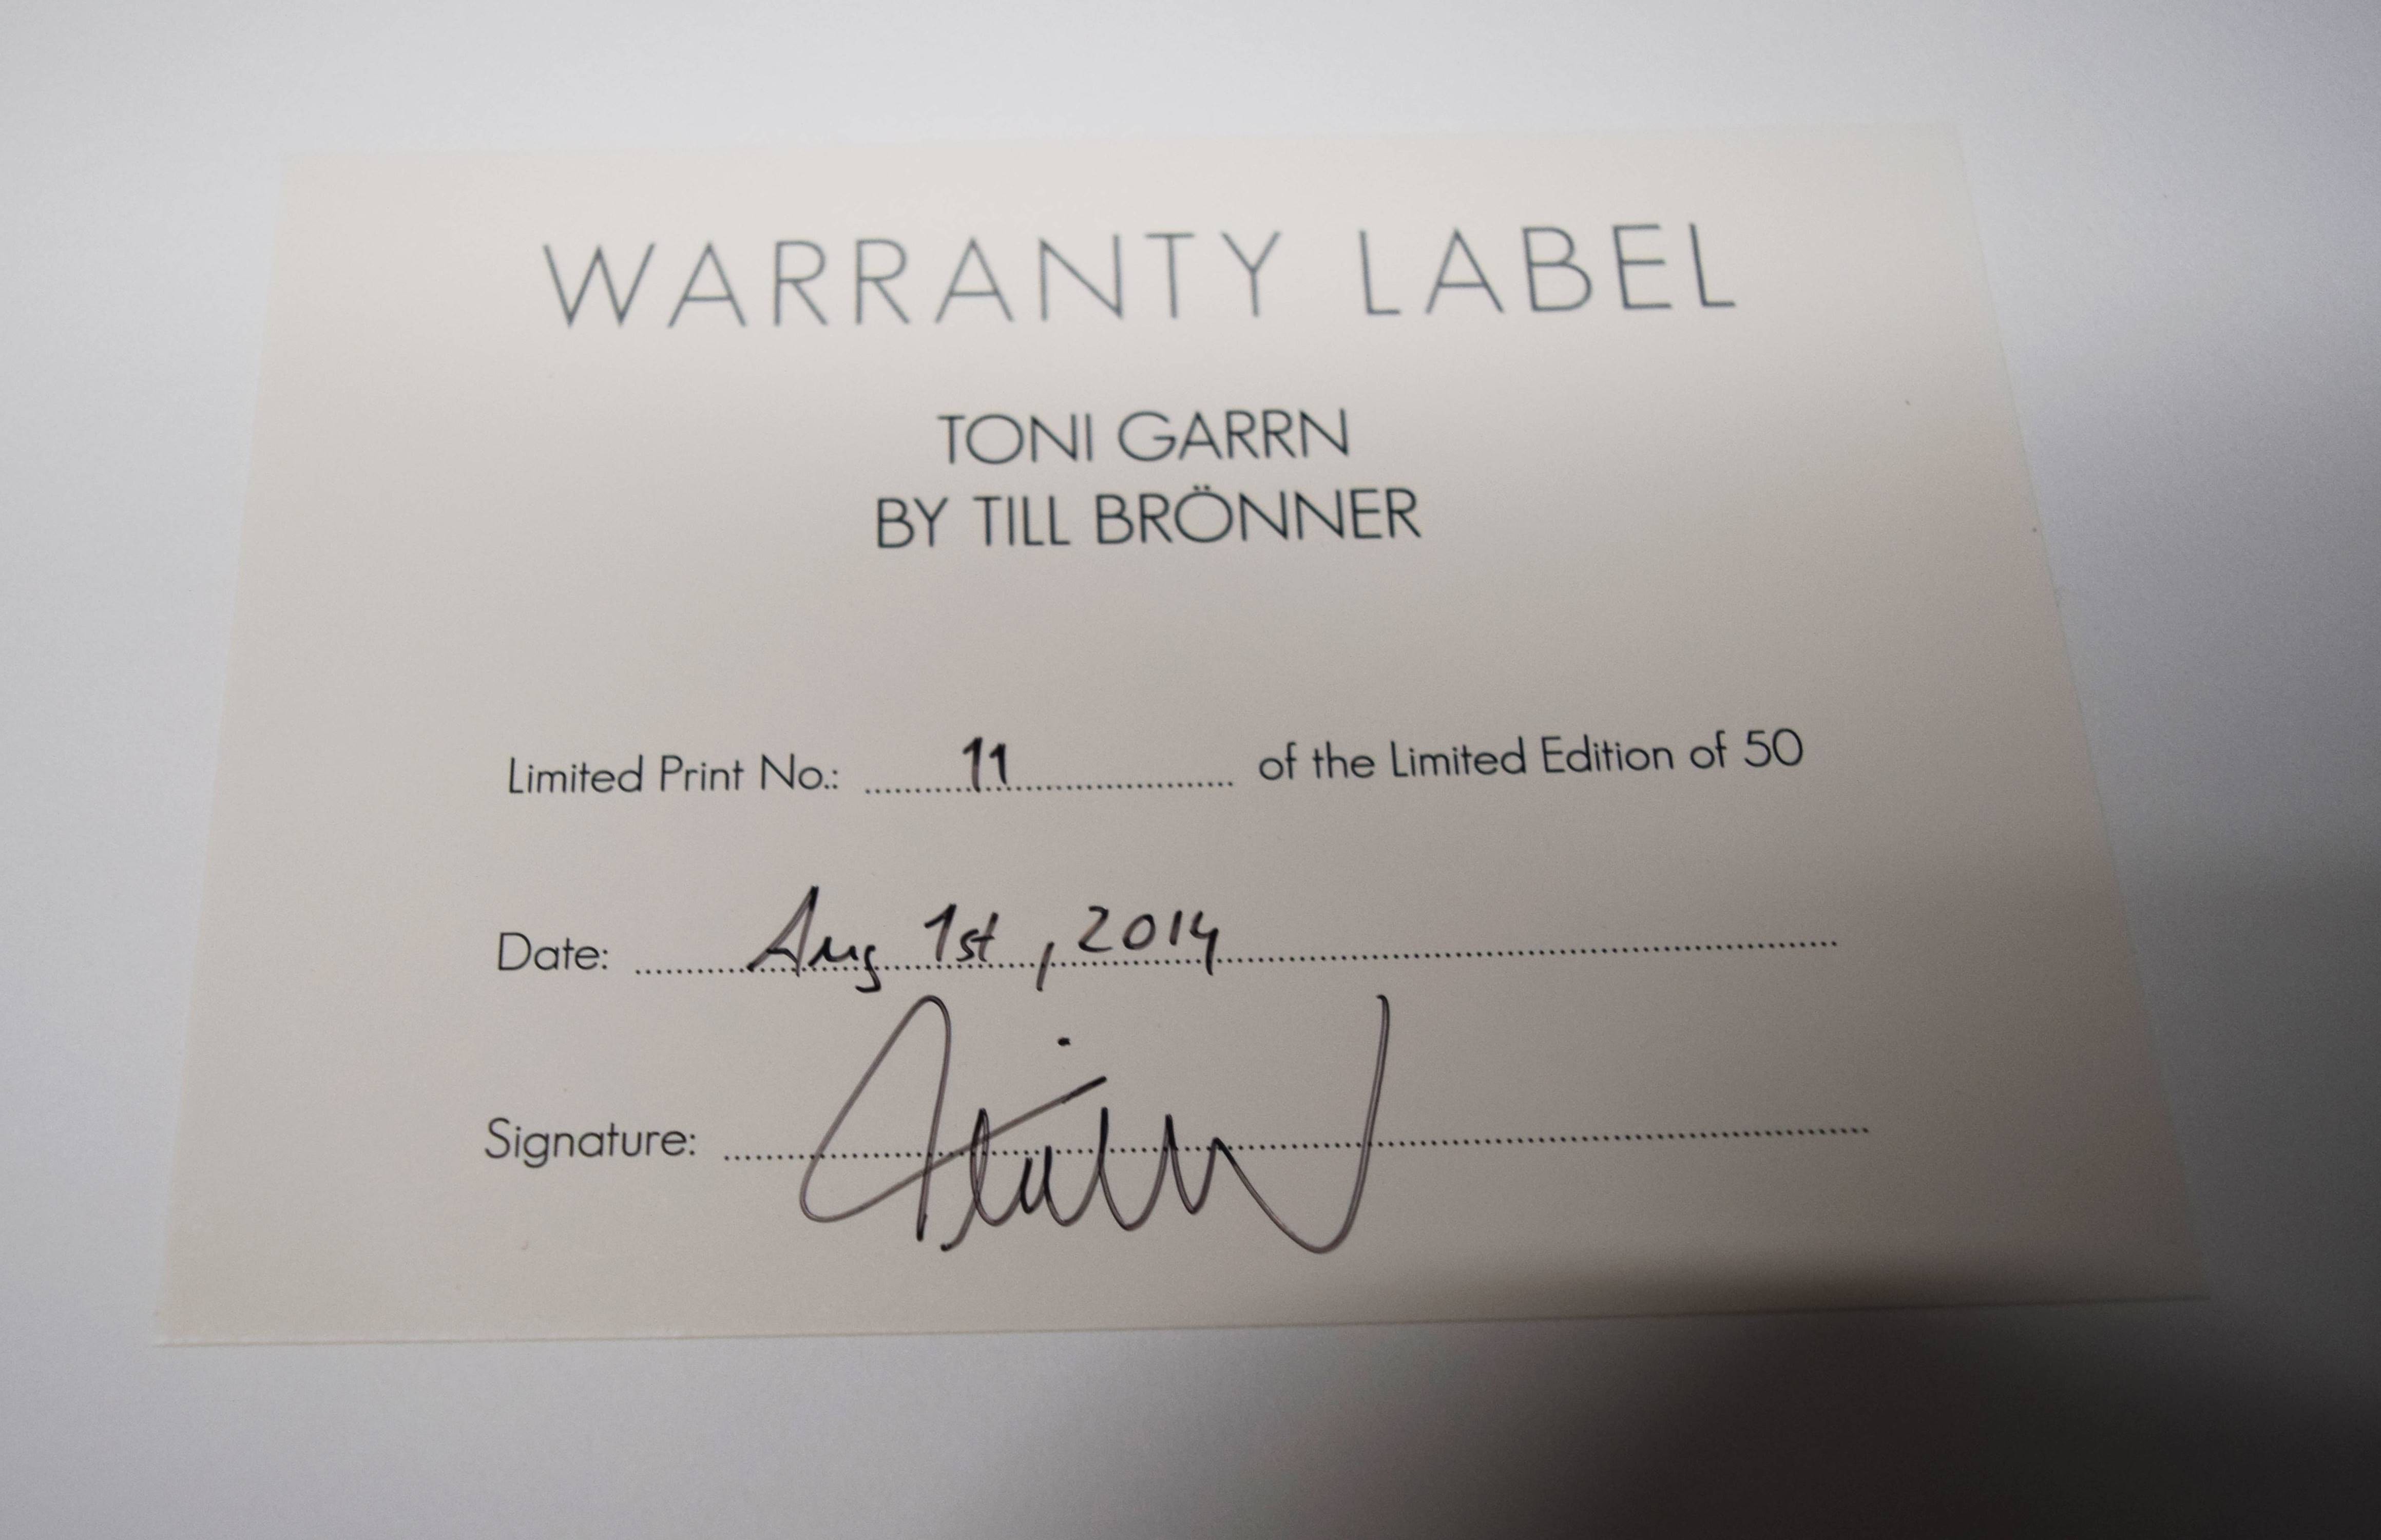 WARRANTY LABEL
TONI GARRN
BY TILL BRÖNNER
Limited Print No.: 11 of the Limited Edition of 50
Date: Aug 1st, 2014
Signature: